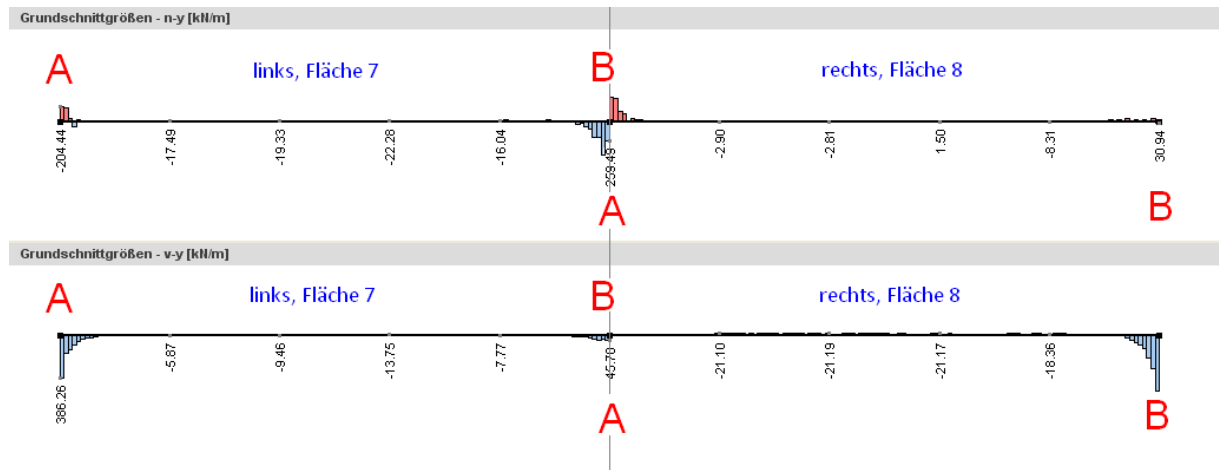 Grundschnittgrößen - n-y [kN/m]
A
links, Fläche 7
B
rechts, Fläche 8
-204.44
-17.49
-19.33
-22.28
-16.04
259.49
-2.90
-2.81
1.50
-8.31
30.94
A
B
Grundschnittgrößen - v-y [kN/m]
A
links, Fläche 7
B
rechts, Fläche 8
386.26
-5.87
-9.46
-13.75
-7.77
45.70
-21.10
-21.19
-21.17
-18.36
A
B